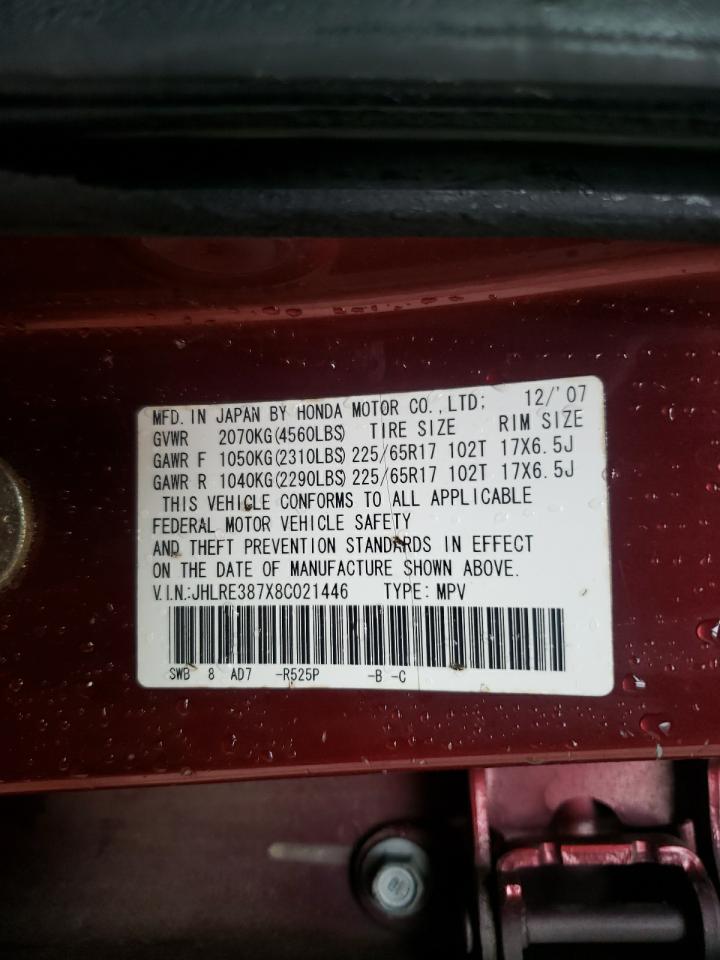 MFD. IN JAPAN BY HONDA MOTOR CO.,LTD; 12/'07
GVWR 2070KG(4560LBS) TIRE SIZE RIM SIZE
GAWR F 1050KG(2310LBS) 225/65R17 102T 17X6.5J
GAWR R 1040KG(2290LBS) 225/65R17 102T 17X6.5J
THIS VEHICLE CONFORMS TO ALL APPLICABLE
FEDERAL MOTOR VEHICLE SAFETY
AND THEFT PREVENTION STANDARDS IN EFFECT
ON THE DATE OF MANUFACTURE SHOWN ABOVE.
V.I.N.:JHLRE387X8C021446 TYPE: MPV
SWB 8 AD7 -R525P -B -C